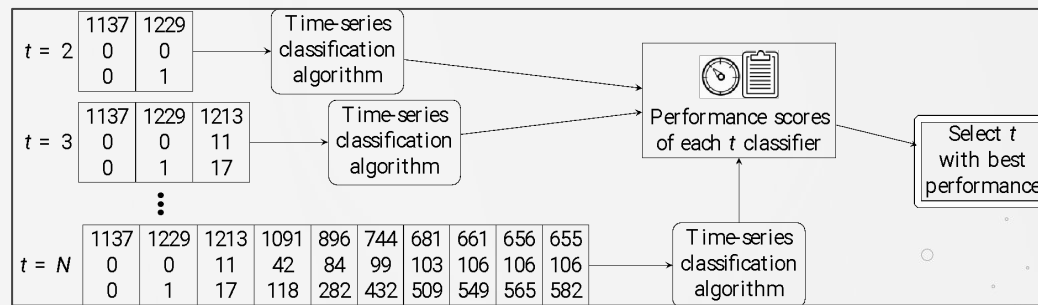 t = 2
1137 1229
0 0
0 1
Time-series
classification
algorithm
t = 3
1137 1229 1213
0 0 11
0 1 17
Time-series
classification
algorithm
Performance scores
of each t classifier
Select t
with best
performance
t = N
1137 1229 1213 1091 896 744 681 661 656 655
0 0 11 42 84 99 103 106 106 106
0 1 17 118 282 432 509 549 565 582
Time-series
classification
algorithm